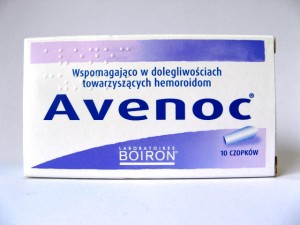 Wspomagająco w dolegliwościach
towarzyszących hemoroidom
Avenoc®
LABORATOIRES
BOIRON®
10 CZOPKÓW